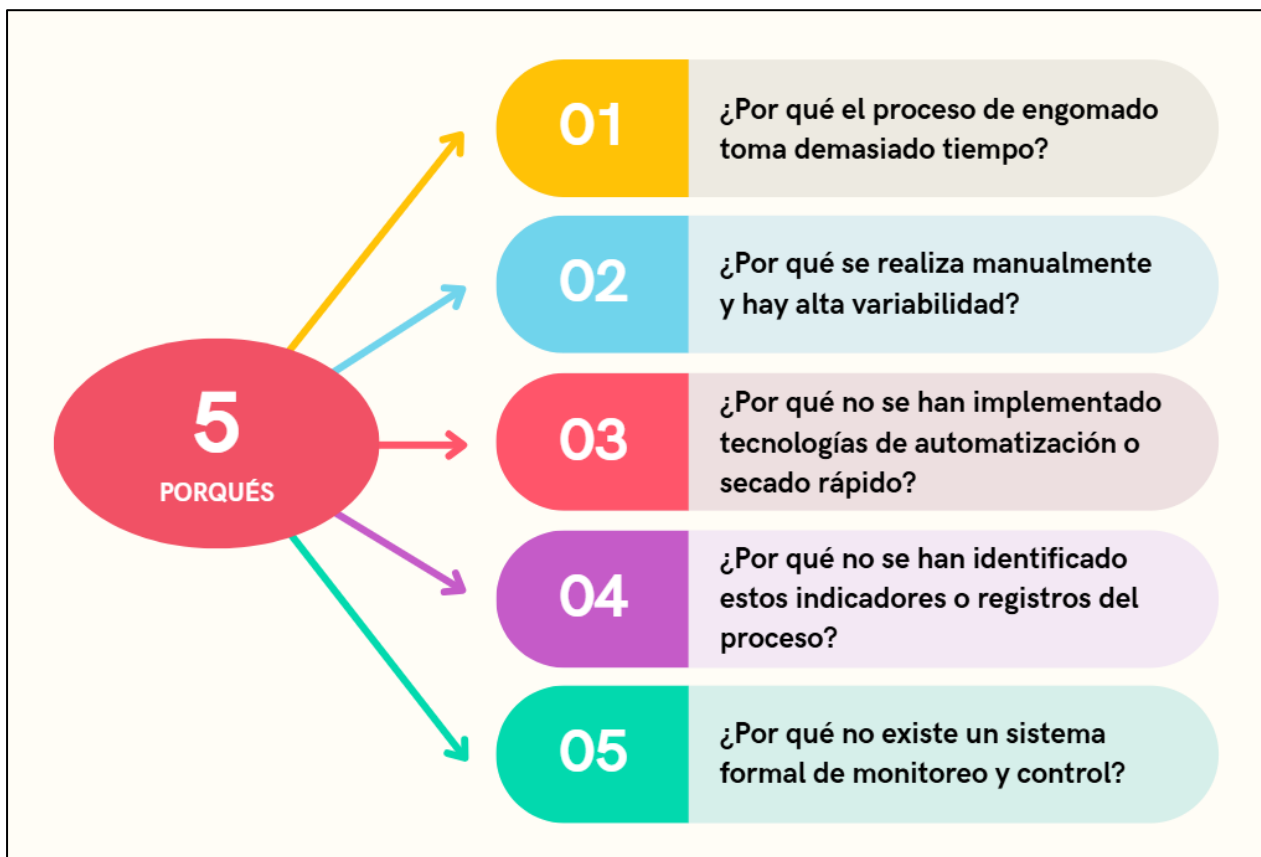 5
PORQUÉS
01
¿Por qué el proceso de engomado
toma demasiado tiempo?
02
¿Por qué se realiza manualmente
y hay alta variabilidad?
03
¿Por qué no se han implementado
tecnologías de automatización o
secado rápido?
04
¿Por qué no se han identificado
estos indicadores o registros del
proceso?
05
¿Por qué no existe un sistema
formal de monitoreo y control?